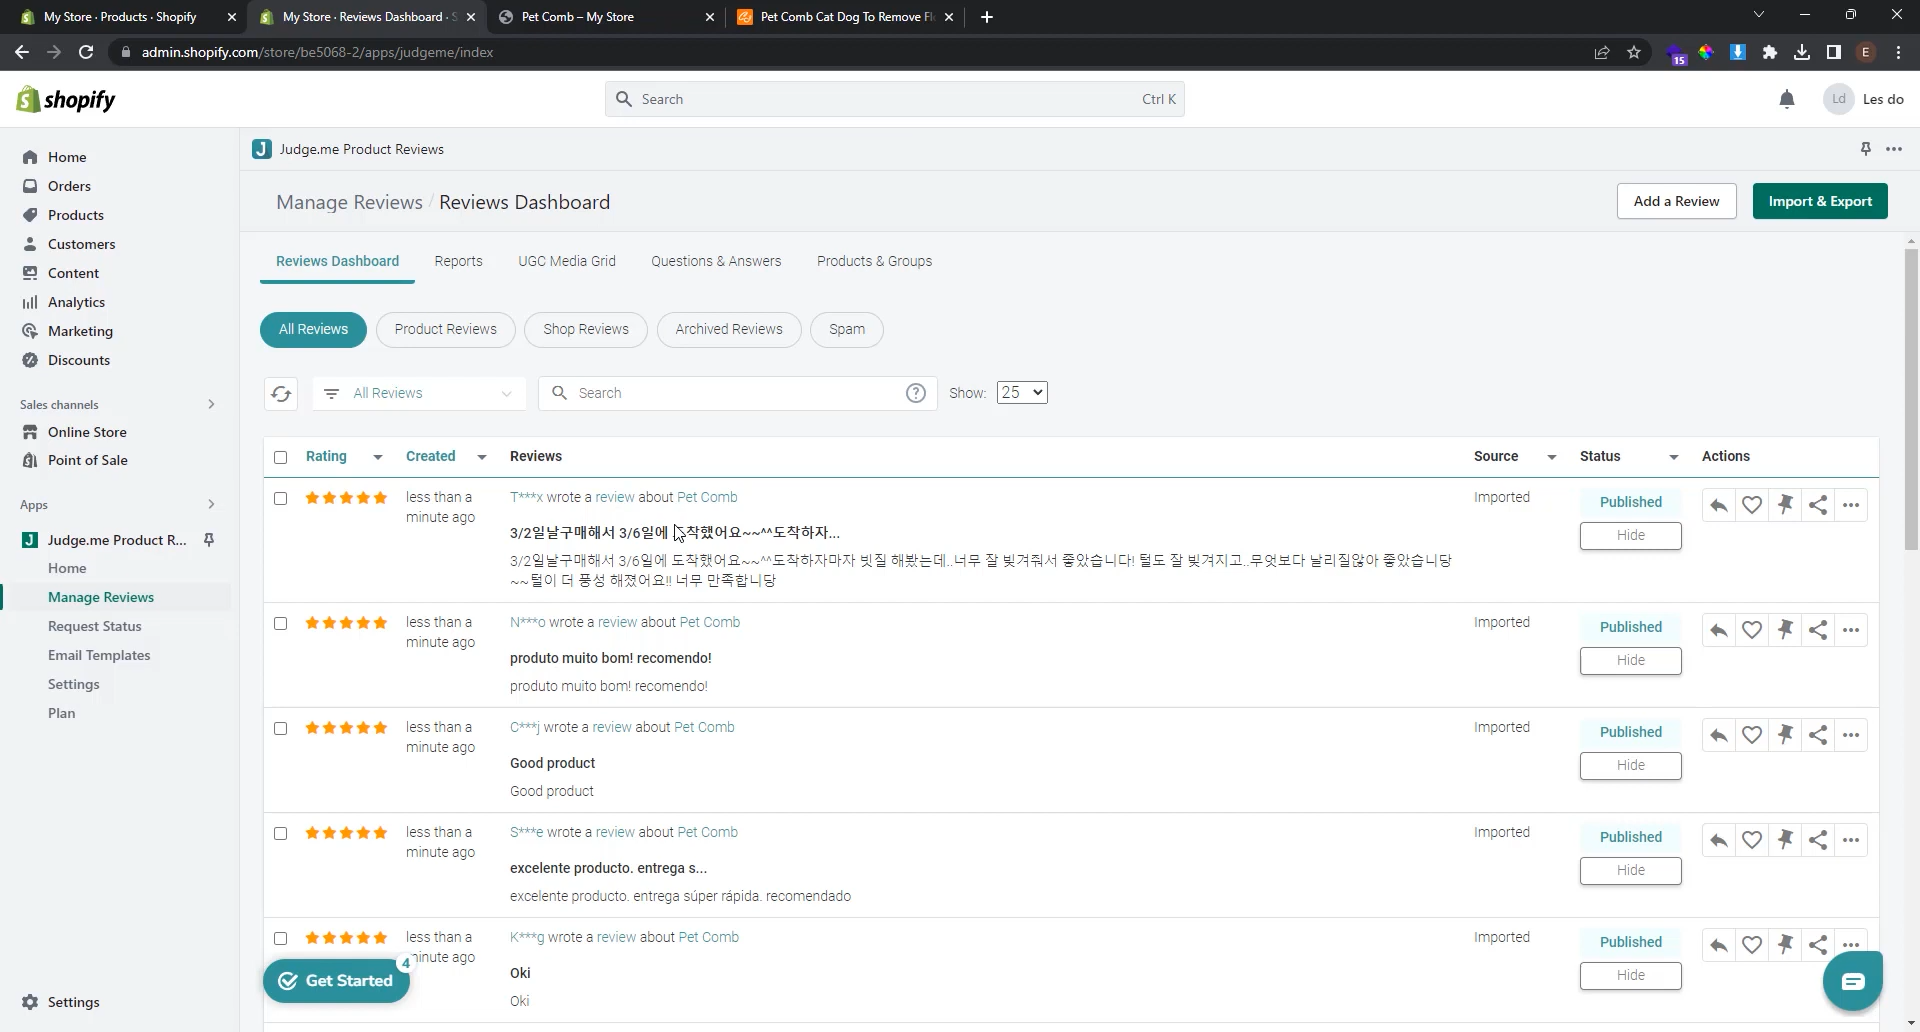 My Store · Products · Shopify
My Store · Reviews Dashboard · S
Pet Comb – My Store
Pet Comb Cat Dog To Remove Fl
admin.shopify.com/store/be5068-2/apps/judgeme/index
15
E
shopify
Search
Ctrl K
Ld
Les do
Home
Orders
Products
Customers
Content
Analytics
Marketing
Discounts
Sales channels
Online Store
Point of Sale
Apps
J Judge.me Product R...
Home
Manage Reviews
Request Status
Email Templates
Settings
Plan
Settings
J Judge.me Product Reviews
Manage Reviews / Reviews Dashboard
Add a Review
Import & Export
Reviews Dashboard
Reports
UGC Media Grid
Questions & Answers
Products & Groups
All Reviews
Product Reviews
Shop Reviews
Archived Reviews
Spam
All Reviews
Search
?
Show:
25
Rating
Created
Reviews
Source
Status
Actions
less than a
minute ago
T***x wrote a review about Pet Comb
3/2일날구매해서 3/6일에 도착했어요~~^^도착하자...
3/2일날구매해서 3/6일에 도착했어요~~^^도착하자마자 빗질 해봤는데..너무 잘 빚겨줘서 좋았습니다! 털도 잘 빚겨지고..무엇보다 날리질않아 좋았습니당
~~털이 더 풍성 해졌어요!! 너무 만족합니당
Imported
Published
Hide
less than a
minute ago
N***o wrote a review about Pet Comb
produto muito bom! recomendo!
produto muito bom! recomendo!
Imported
Published
Hide
less than a
minute ago
C***j wrote a review about Pet Comb
Good product
Good product
Imported
Published
Hide
less than a
minute ago
S***e wrote a review about Pet Comb
excelente producto. entrega s...
excelente producto. entrega súper rápida. recomendado
Imported
Published
Hide
less than a
minute ago
K***g wrote a review about Pet Comb
Oki
Oki
Imported
Published
Hide
Get Started
4